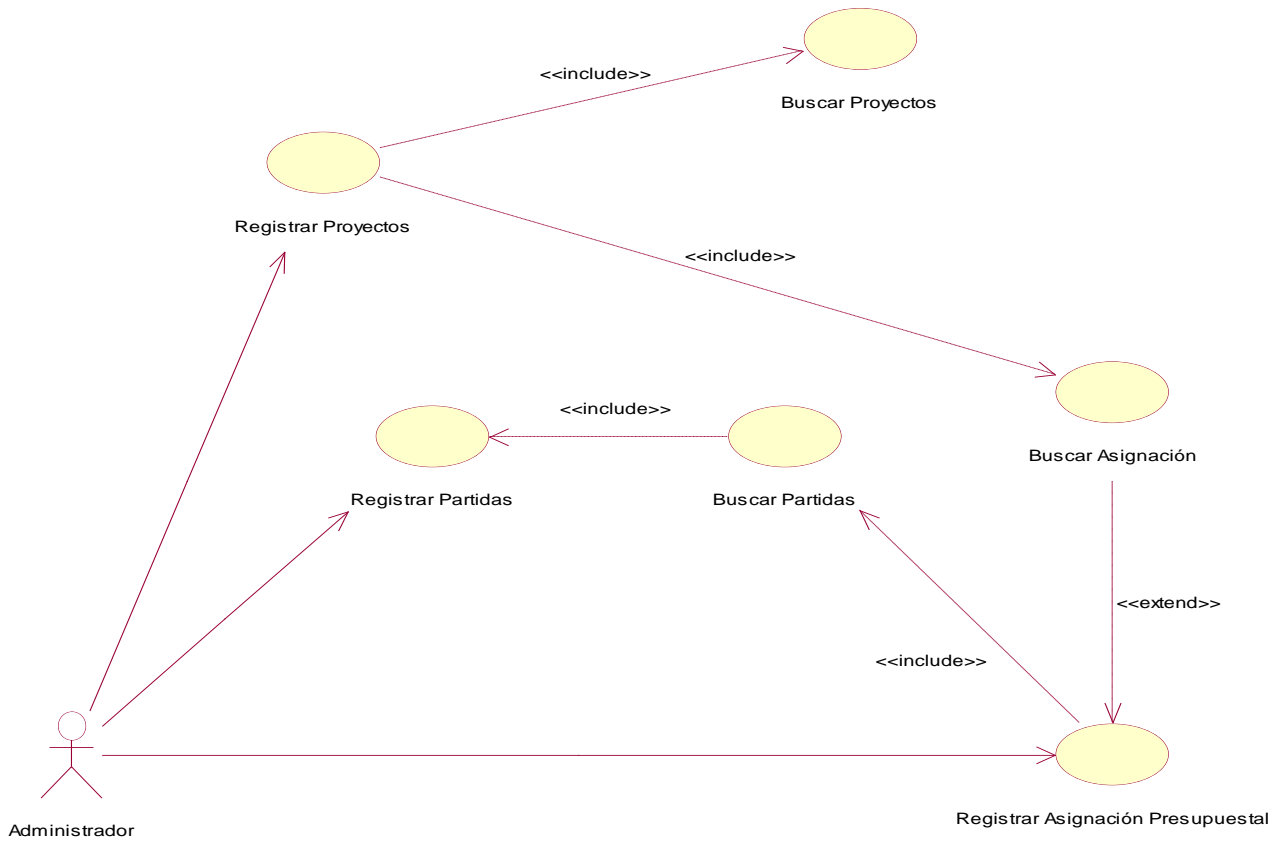 <<include>>
Buscar Proyectos
Registrar Proyectos
<<include>>
<<include>>
Buscar Asignación
Registrar Partidas
Buscar Partidas
<<extend>>
<<include>>
Registrar Asignación Presupuestal
Administrador